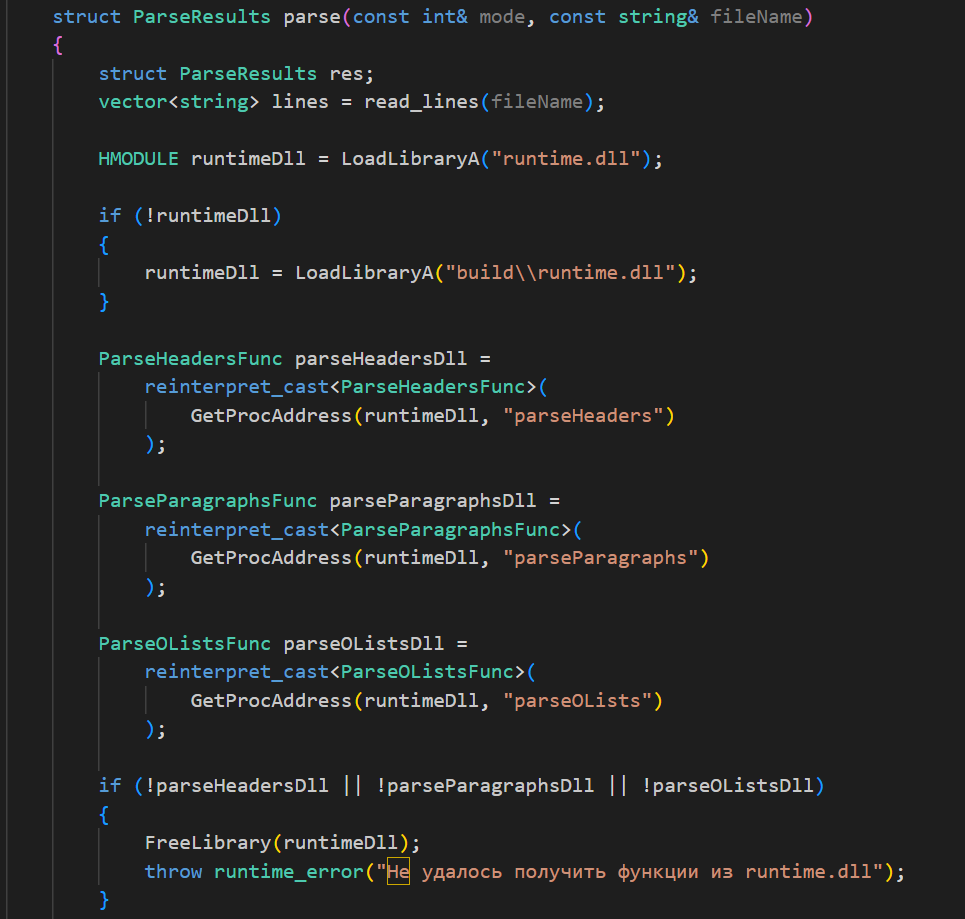 struct ParseResults parse(const int& mode, const string& fileName)
{
    struct ParseResults res;
    vector<string> lines = read_lines(fileName);

    HMODULE runtimeDll = LoadLibraryA("runtime.dll");

    if (!runtimeDll)
    {
        runtimeDll = LoadLibraryA("build\\runtime.dll");
    }

    ParseHeadersFunc parseHeadersDll =
        reinterpret_cast<ParseHeadersFunc>(
            GetProcAddress(runtimeDll, "parseHeaders")
        );

    ParseParagraphsFunc parseParagraphsDll =
        reinterpret_cast<ParseParagraphsFunc>(
            GetProcAddress(runtimeDll, "parseParagraphs")
        );

    ParseOListsFunc parseOListsDll =
        reinterpret_cast<ParseOListsFunc>(
            GetProcAddress(runtimeDll, "parseOLists")
        );

    if (!parseHeadersDll || !parseParagraphsDll || !parseOListsDll)
    {
        FreeLibrary(runtimeDll);
        throw runtime_error("Не удалось получить функции из runtime.dll");
    }